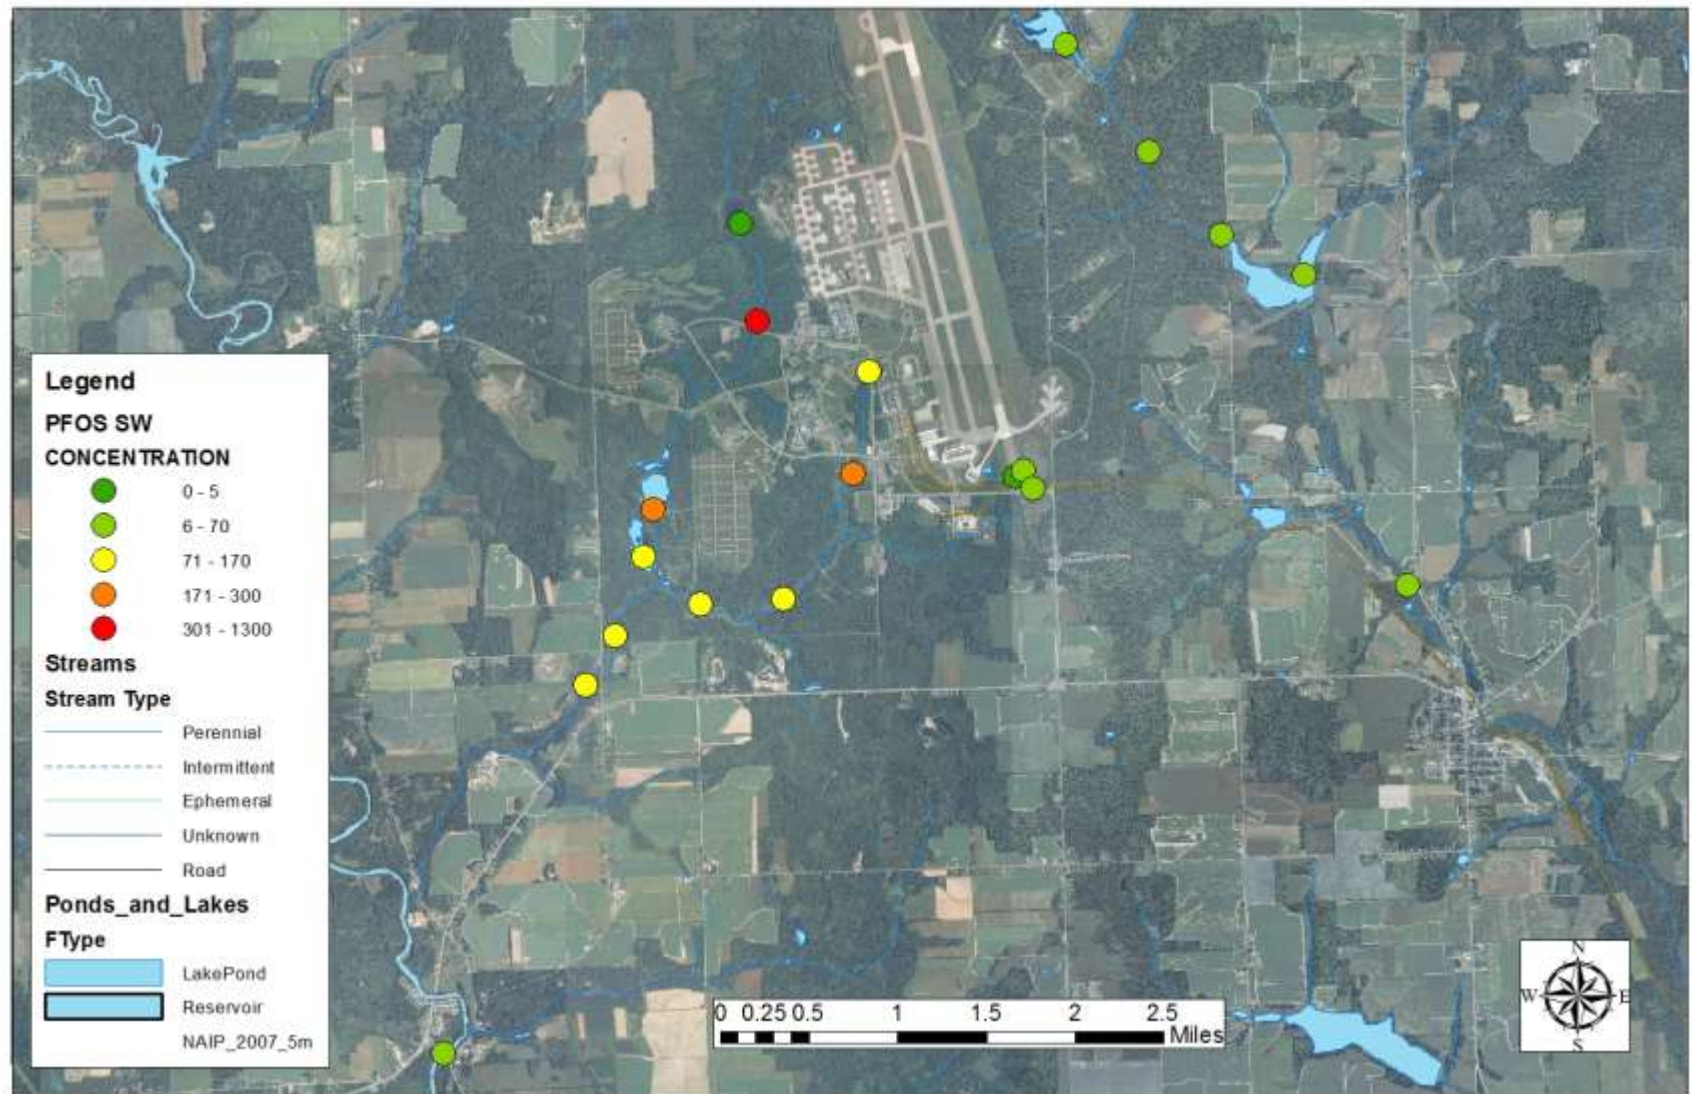 Legend
PFOS SW
CONCENTRATION
0 - 5
6 - 70
71 - 170
171 - 300
301 - 1300
Streams
Stream Type
Perennial
Intermittent
Ephemeral
Unknown
Road
Ponds_and_Lakes
FType
LakePond
Reservoir
NAIP_2007_5m
0 0.25 0.5 1 1.5 2 2.5
Miles
N
W E
S